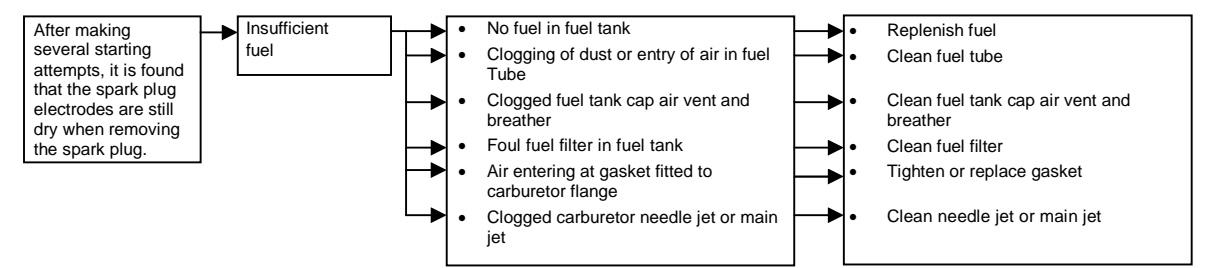 After making
several starting
attempts, it is found
that the spark plug
electrodes are still
dry when removing
the spark plug.
Insufficient
fuel
• No fuel in fuel tank
• Clogging of dust or entry of air in fuel
Tube
• Clogged fuel tank cap air vent and
breather
• Foul fuel filter in fuel tank
• Air entering at gasket fitted to
carburetor flange
• Clogged carburetor needle jet or main
jet
• Replenish fuel
• Clean fuel tube
• Clean fuel tank cap air vent and
breather
• Clean fuel filter
• Tighten or replace gasket
• Clean needle jet or main jet